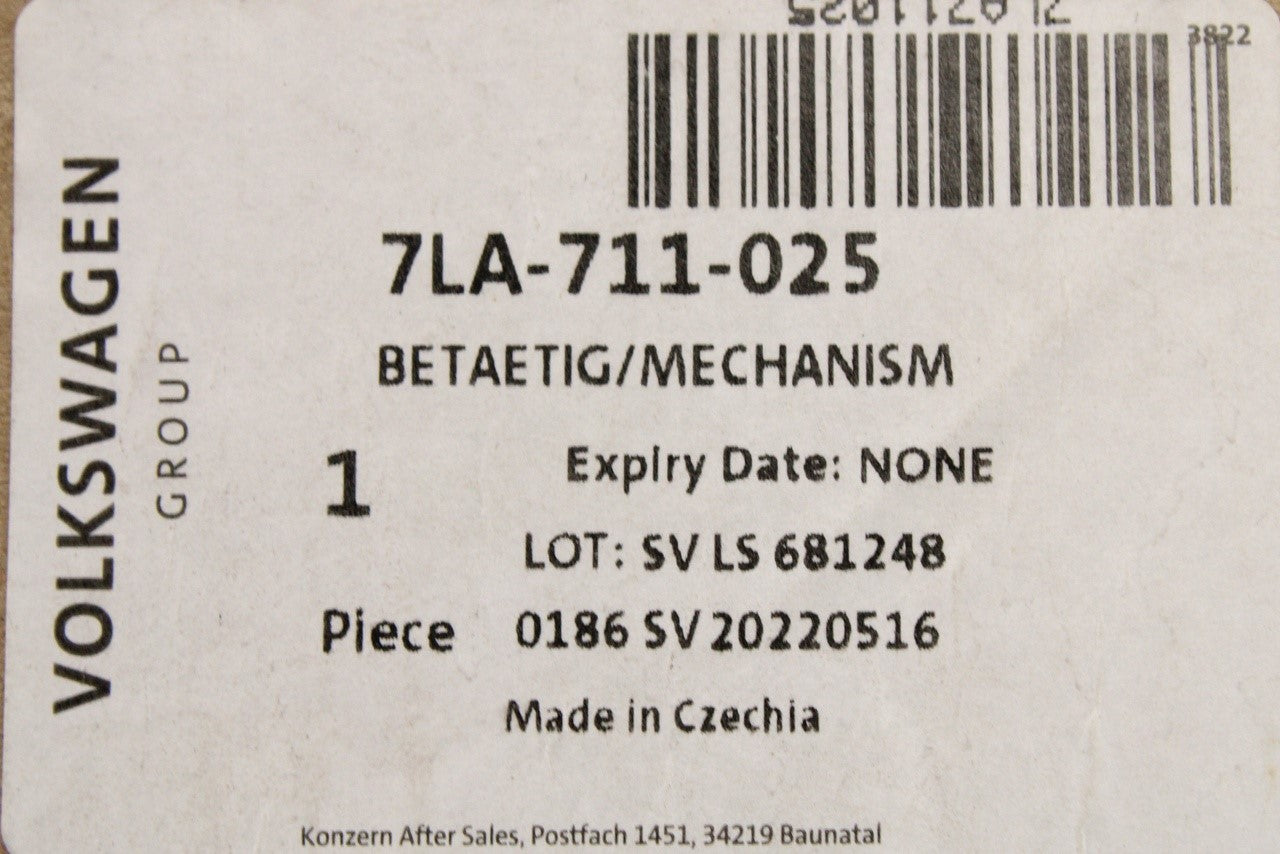 7LA711025
3822
VOLKSWAGEN
GROUP
7LA-711-025
BETAETIG/MECHANISM
1
Expiry Date: NONE
LOT: SV LS 681248
Piece 0186 SV 20220516
Made in Czechia
Konzern After Sales, Postfach 1451, 34219 Baunatal